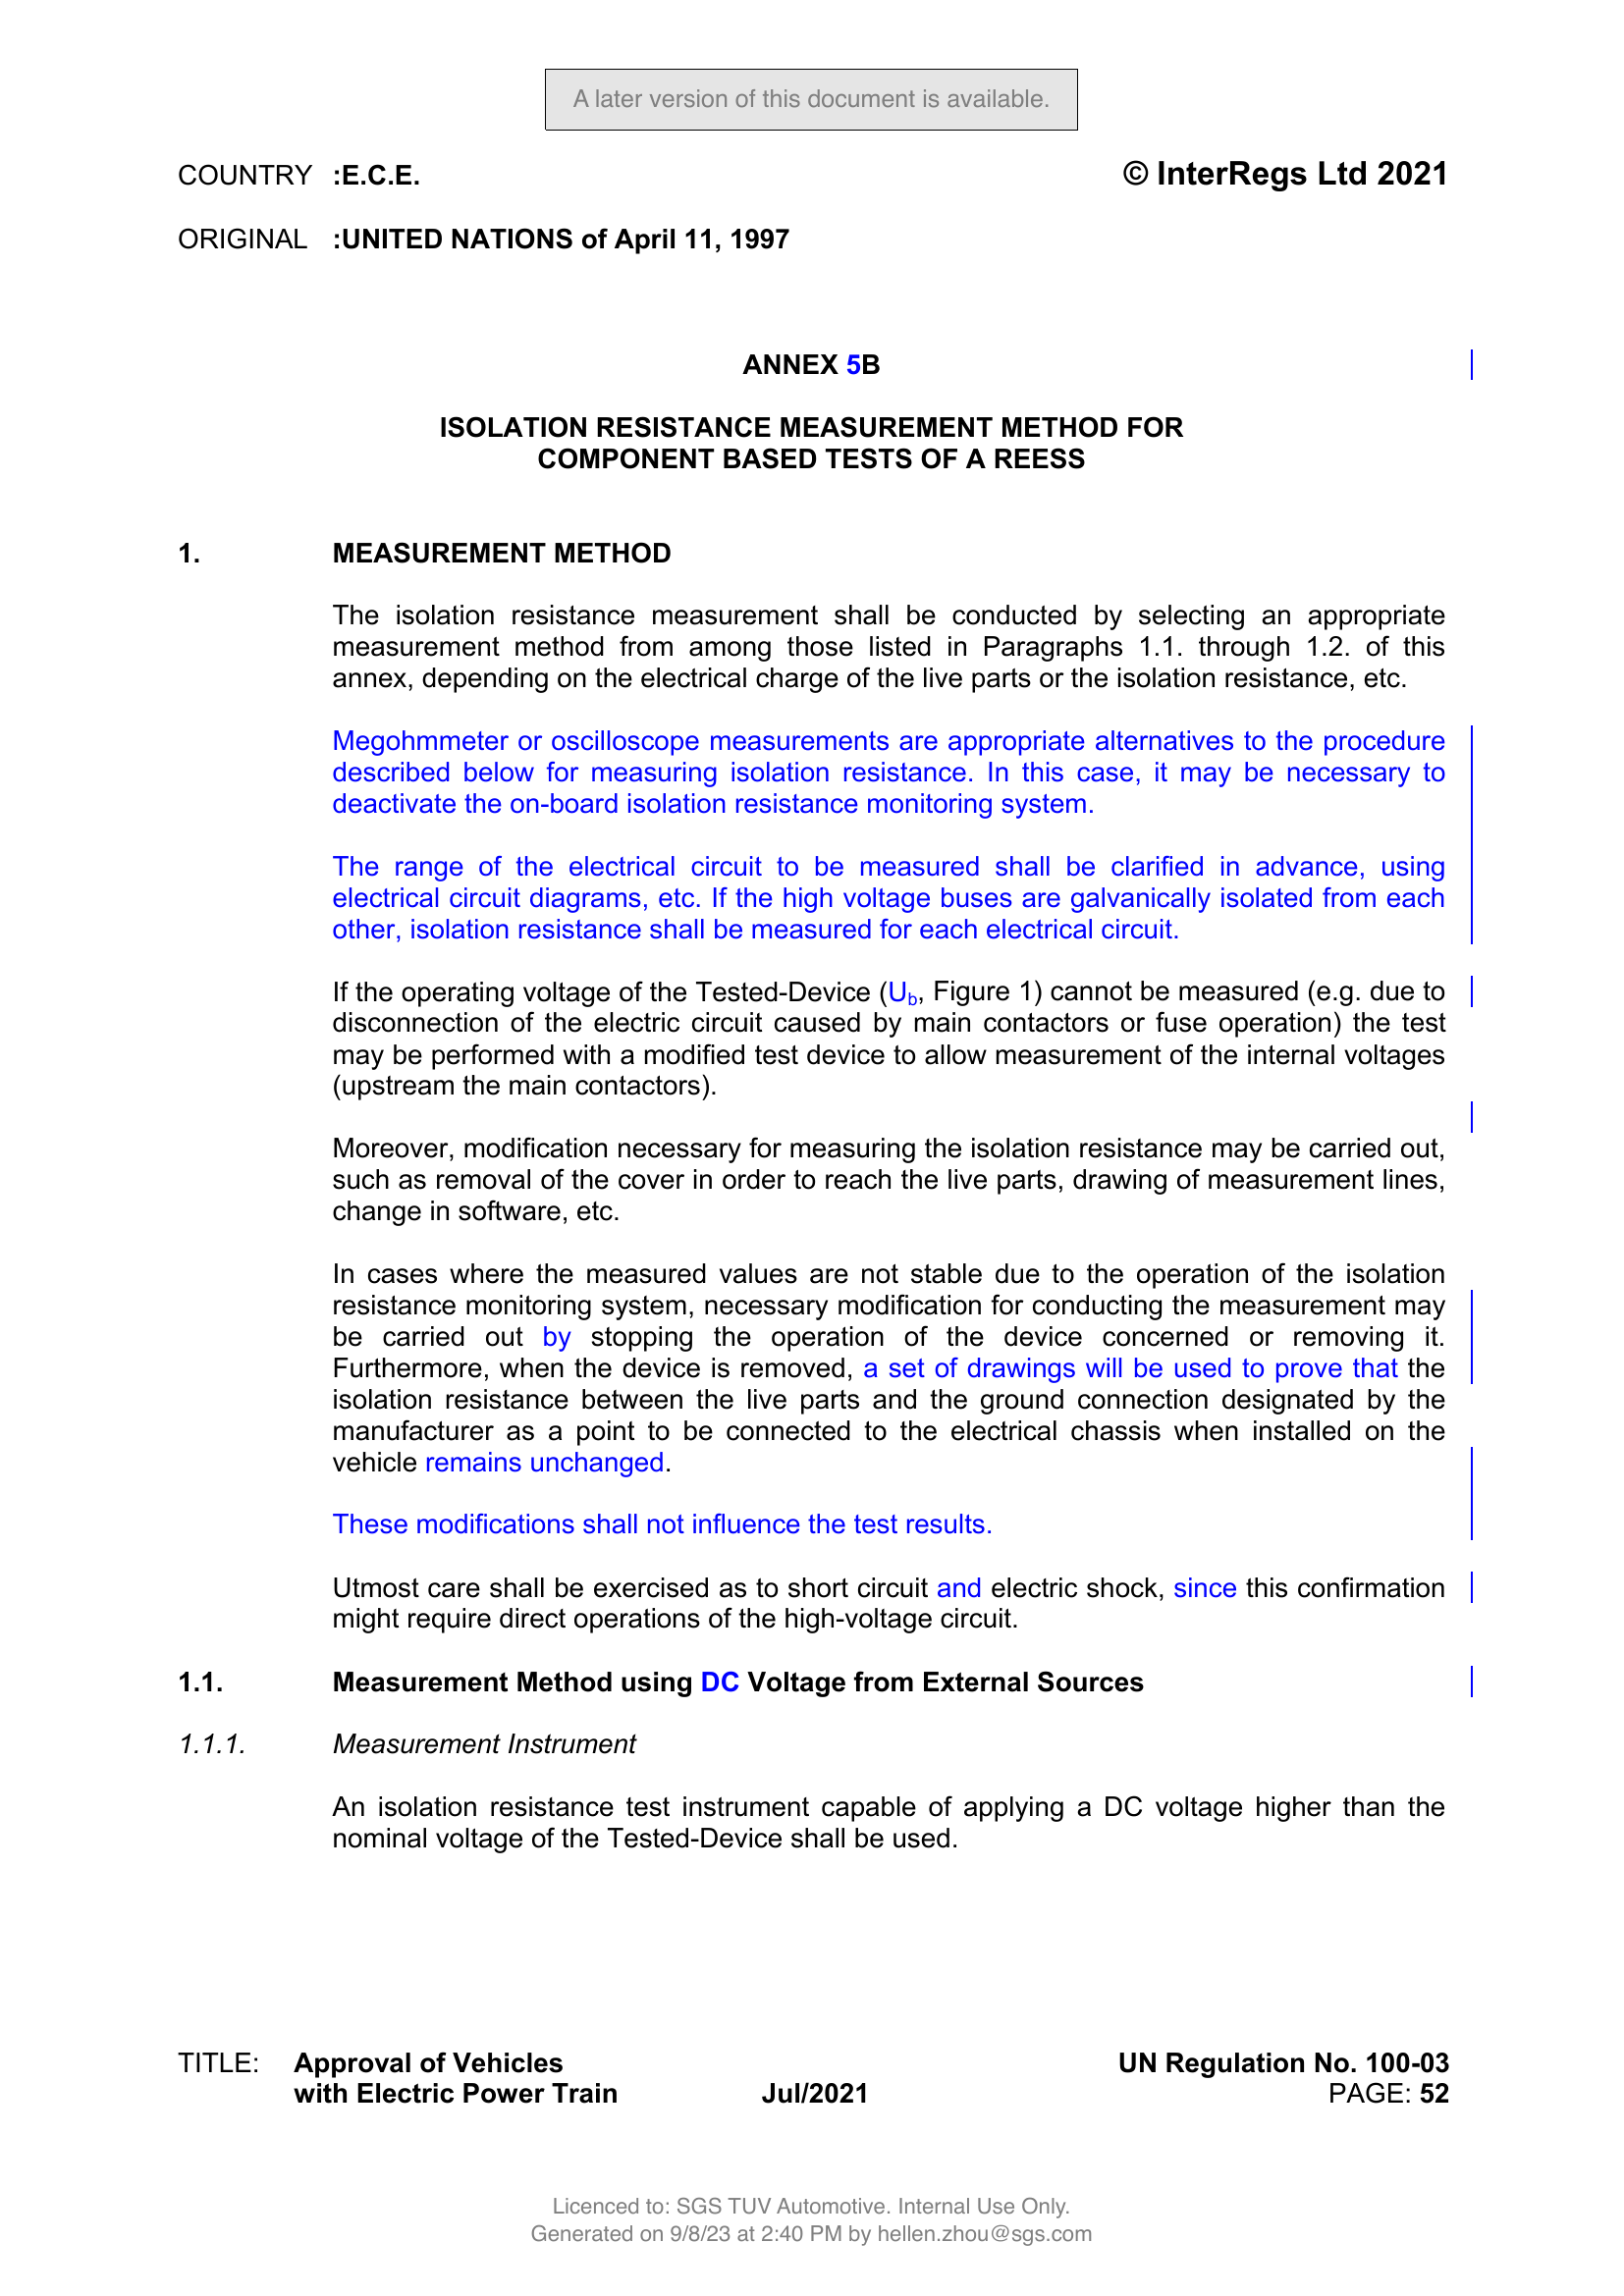 A later version of this document is available.
COUNTRY :E.C.E. © InterRegs Ltd 2021
ORIGINAL :UNITED NATIONS of April 11, 1997
ANNEX 5B
ISOLATION RESISTANCE MEASUREMENT METHOD FOR
COMPONENT BASED TESTS OF A REESS
1. MEASUREMENT METHOD
The isolation resistance measurement shall be conducted by selecting an appropriate
measurement method from among those listed in Paragraphs 1.1. through 1.2. of this
annex, depending on the electrical charge of the live parts or the isolation resistance, etc.
Megohmmeter or oscilloscope measurements are appropriate alternatives to the procedure
described below for measuring isolation resistance. In this case, it may be necessary to
deactivate the on-board isolation resistance monitoring system.
The range of the electrical circuit to be measured shall be clarified in advance, using
electrical circuit diagrams, etc. If the high voltage buses are galvanically isolated from each
other, isolation resistance shall be measured for each electrical circuit.
If the operating voltage of the Tested-Device (Ub, Figure 1) cannot be measured (e.g. due to
disconnection of the electric circuit caused by main contactors or fuse operation) the test
may be performed with a modified test device to allow measurement of the internal voltages
(upstream the main contactors).
Moreover, modification necessary for measuring the isolation resistance may be carried out,
such as removal of the cover in order to reach the live parts, drawing of measurement lines,
change in software, etc.
In cases where the measured values are not stable due to the operation of the isolation
resistance monitoring system, necessary modification for conducting the measurement may
be carried out by stopping the operation of the device concerned or removing it.
Furthermore, when the device is removed, a set of drawings will be used to prove that the
isolation resistance between the live parts and the ground connection designated by the
manufacturer as a point to be connected to the electrical chassis when installed on the
vehicle remains unchanged.
These modifications shall not influence the test results.
Utmost care shall be exercised as to short circuit and electric shock, since this confirmation
might require direct operations of the high-voltage circuit.
1.1. Measurement Method using DC Voltage from External Sources
1.1.1. Measurement Instrument
An isolation resistance test instrument capable of applying a DC voltage higher than the
nominal voltage of the Tested-Device shall be used.
TITLE: Approval of Vehicles UN Regulation No. 100-03
with Electric Power Train Jul/2021 PAGE: 52
Licenced to: SGS TUV Automotive. Internal Use Only.
Generated on 9/8/23 at 2:40 PM by hellen.zhou@sgs.com